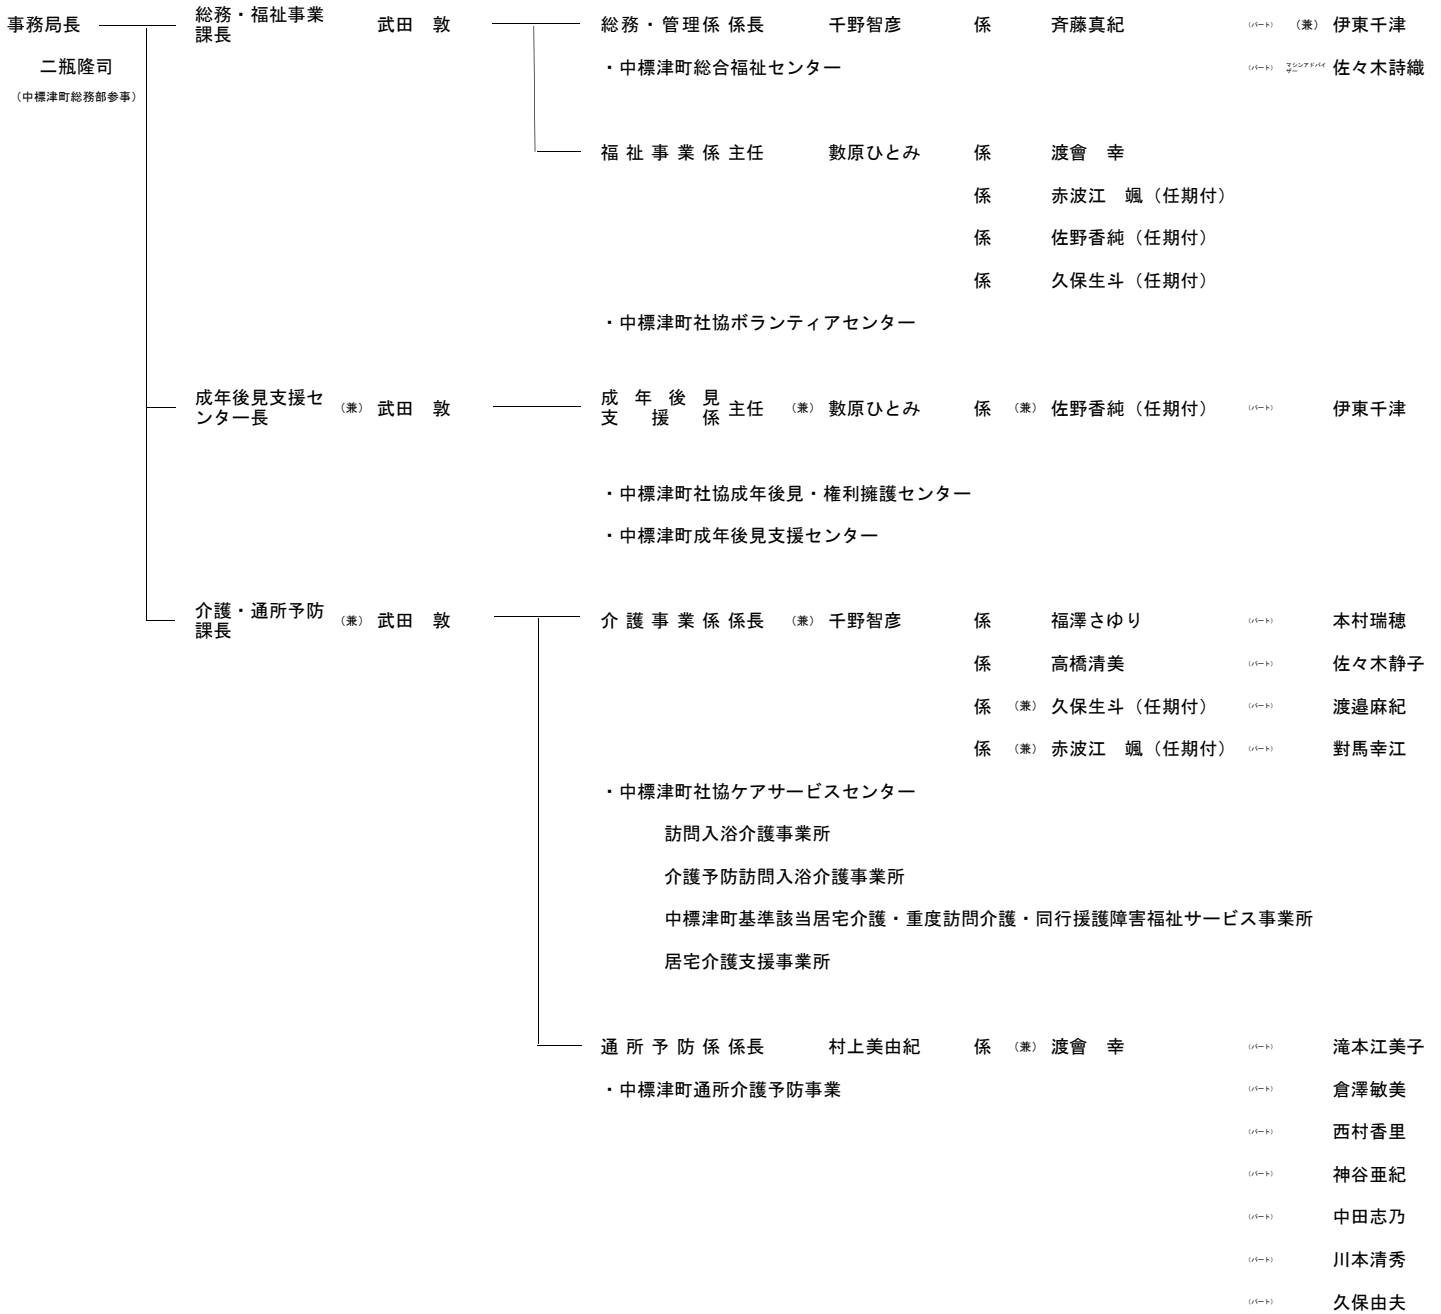 事務局長 総務・福祉事業課長 武田　敦 総務・管理係 係長 千野智彦 係 斉藤真紀 （パート） （兼） 伊東千津
二瓶隆司 ・中標津町総合福祉センター （パート） マシンアドバイザー 佐々木詩織
（中標津町総務部参事）
福祉事業係 主任 數原ひとみ 係 渡會　幸
係 赤波江　颯（任期付）
係 佐野香純（任期付）
係 久保生斗（任期付）
・中標津町社協ボランティアセンター
成年後見支援センター長 （兼） 武田　敦 成年後見支援係 主任 （兼） 數原ひとみ 係 （兼） 佐野香純（任期付） （パート） 伊東千津
・中標津町社協成年後見・権利擁護センター
・中標津町成年後見支援センター
介護・通所予防課長 （兼） 武田　敦 介護事業係 係長 （兼） 千野智彦 係 福澤さゆり （パート） 本村瑞穂
係 高橋清美 （パート） 佐々木静子
係 （兼） 久保生斗（任期付） （パート） 渡邉麻紀
係 （兼） 赤波江　颯（任期付） （パート） 對馬幸江
・中標津町社協ケアサービスセンター
訪問入浴介護事業所
介護予防訪問入浴介護事業所
中標津町基準該当居宅介護・重度訪問介護・同行援護障害福祉サービス事業所
居宅介護支援事業所
通所予防係 係長 村上美由紀 係 （兼） 渡會　幸 （パート） 滝本江美子
・中標津町通所介護予防事業 （パート） 倉澤敏美
（パート） 西村香里
（パート） 神谷亜紀
（パート） 中田志乃
（パート） 川本清秀
（パート） 久保由夫